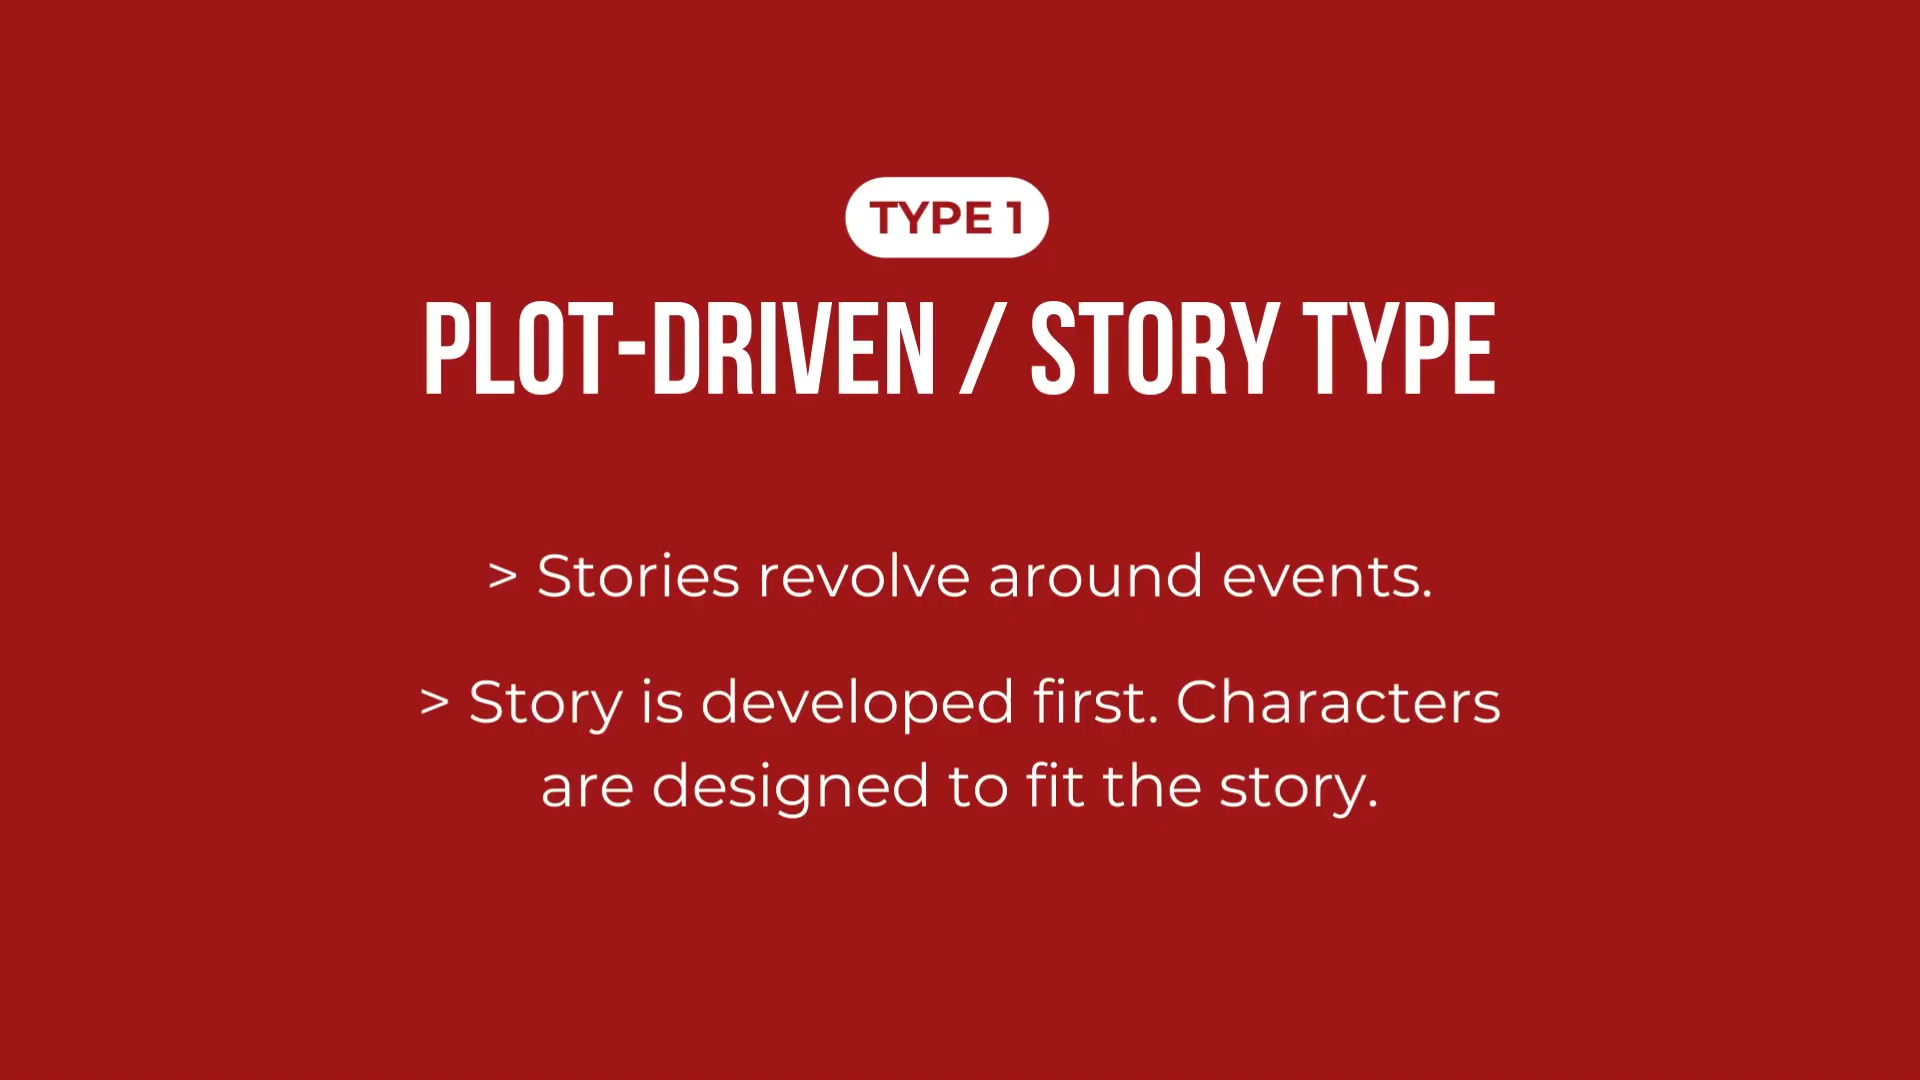 TYPE 1
PLOT-DRIVEN / STORY TYPE
> Stories revolve around events.
> Story is developed first. Characters
are designed to fit the story.